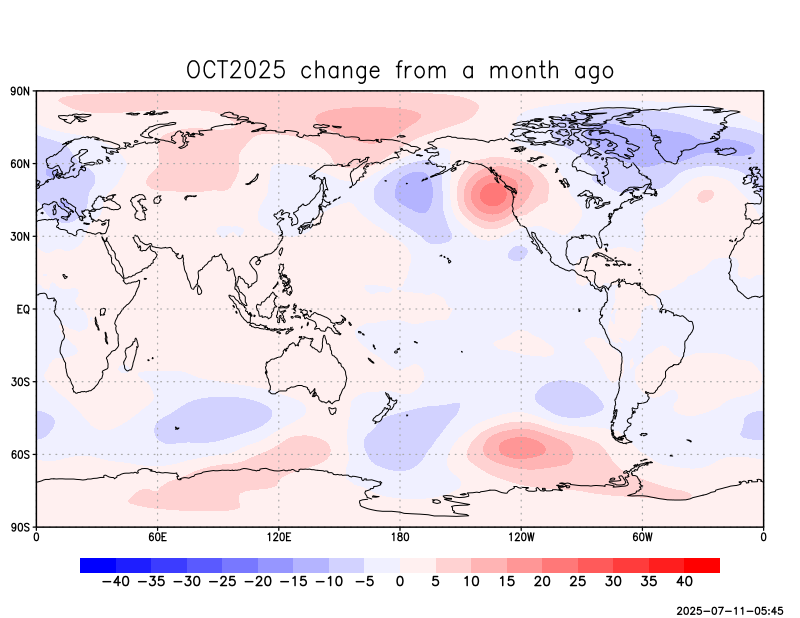 OCT2025 change from a month ago
90N
60N
30N
EQ
30S
60S
90S
0 60E 120E 180 120W 60W 0
−40 −35 −30 −25 −20 −15 −10 −5 0 5 10 15 20 25 30 35 40
2025-07-11-05:45